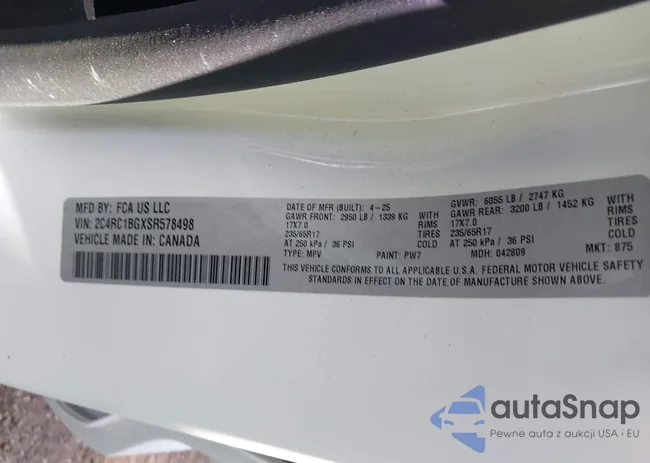 MFD BY: FCA US LLC
VIN: 2C4RC1BGXSR578498
VEHICLE MADE IN: CANADA
DATE OF MFR (BUILT): 4-25
GAWR FRONT: 2950 LB / 1339 KG WITH
17X7.0 RIMS
235/65R17 TIRES
AT 250 kPa / 36 PSI COLD
TYPE: MPV PAINT: PW7
GVWR: 6055 LB / 2747 KG
GAWR REAR: 3200 LB / 1452 KG WITH
17X7.0 RIMS
235/65R17 TIRES
AT 250 kPa / 36 PSI COLD
MDH: 042809 MKT: B75
THIS VEHICLE CONFORMS TO ALL APPLICABLE U.S.A. FEDERAL MOTOR VEHICLE SAFETY
STANDARDS IN EFFECT ON THE DATE OF MANUFACTURE SHOWN ABOVE.
autaSnap
Pewne auta z aukcji USA i EU